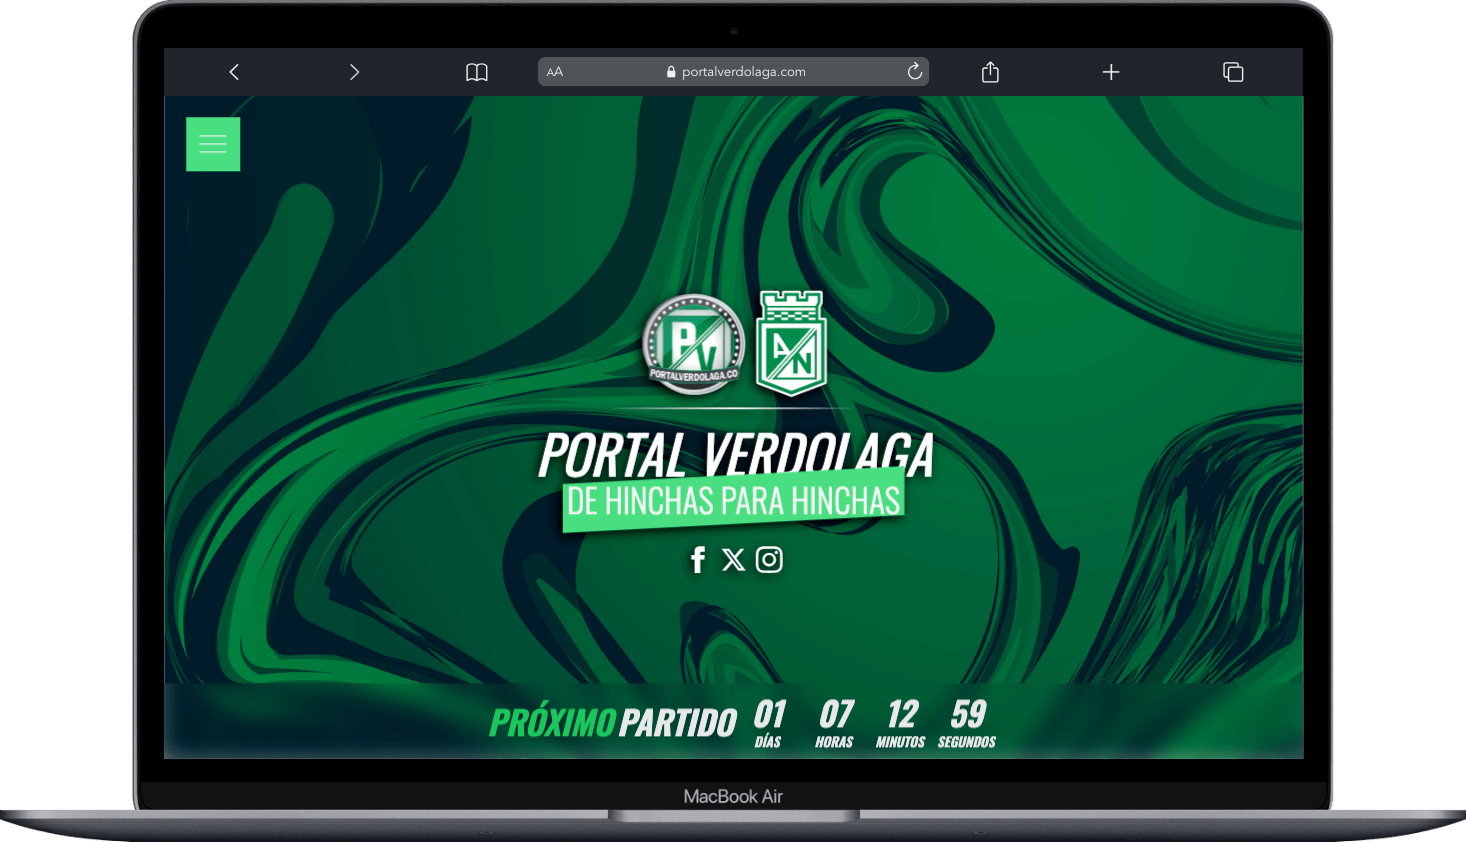 AA
portalverdolaga.com
PV
PORTALVERDOLAGA.CO
AN
PORTAL VERDOLAGA
DE HINCHAS PARA HINCHAS
PRÓXIMO PARTIDO
01 07 12 59
DÍAS HORAS MINUTOS SEGUNDOS
MacBook Air